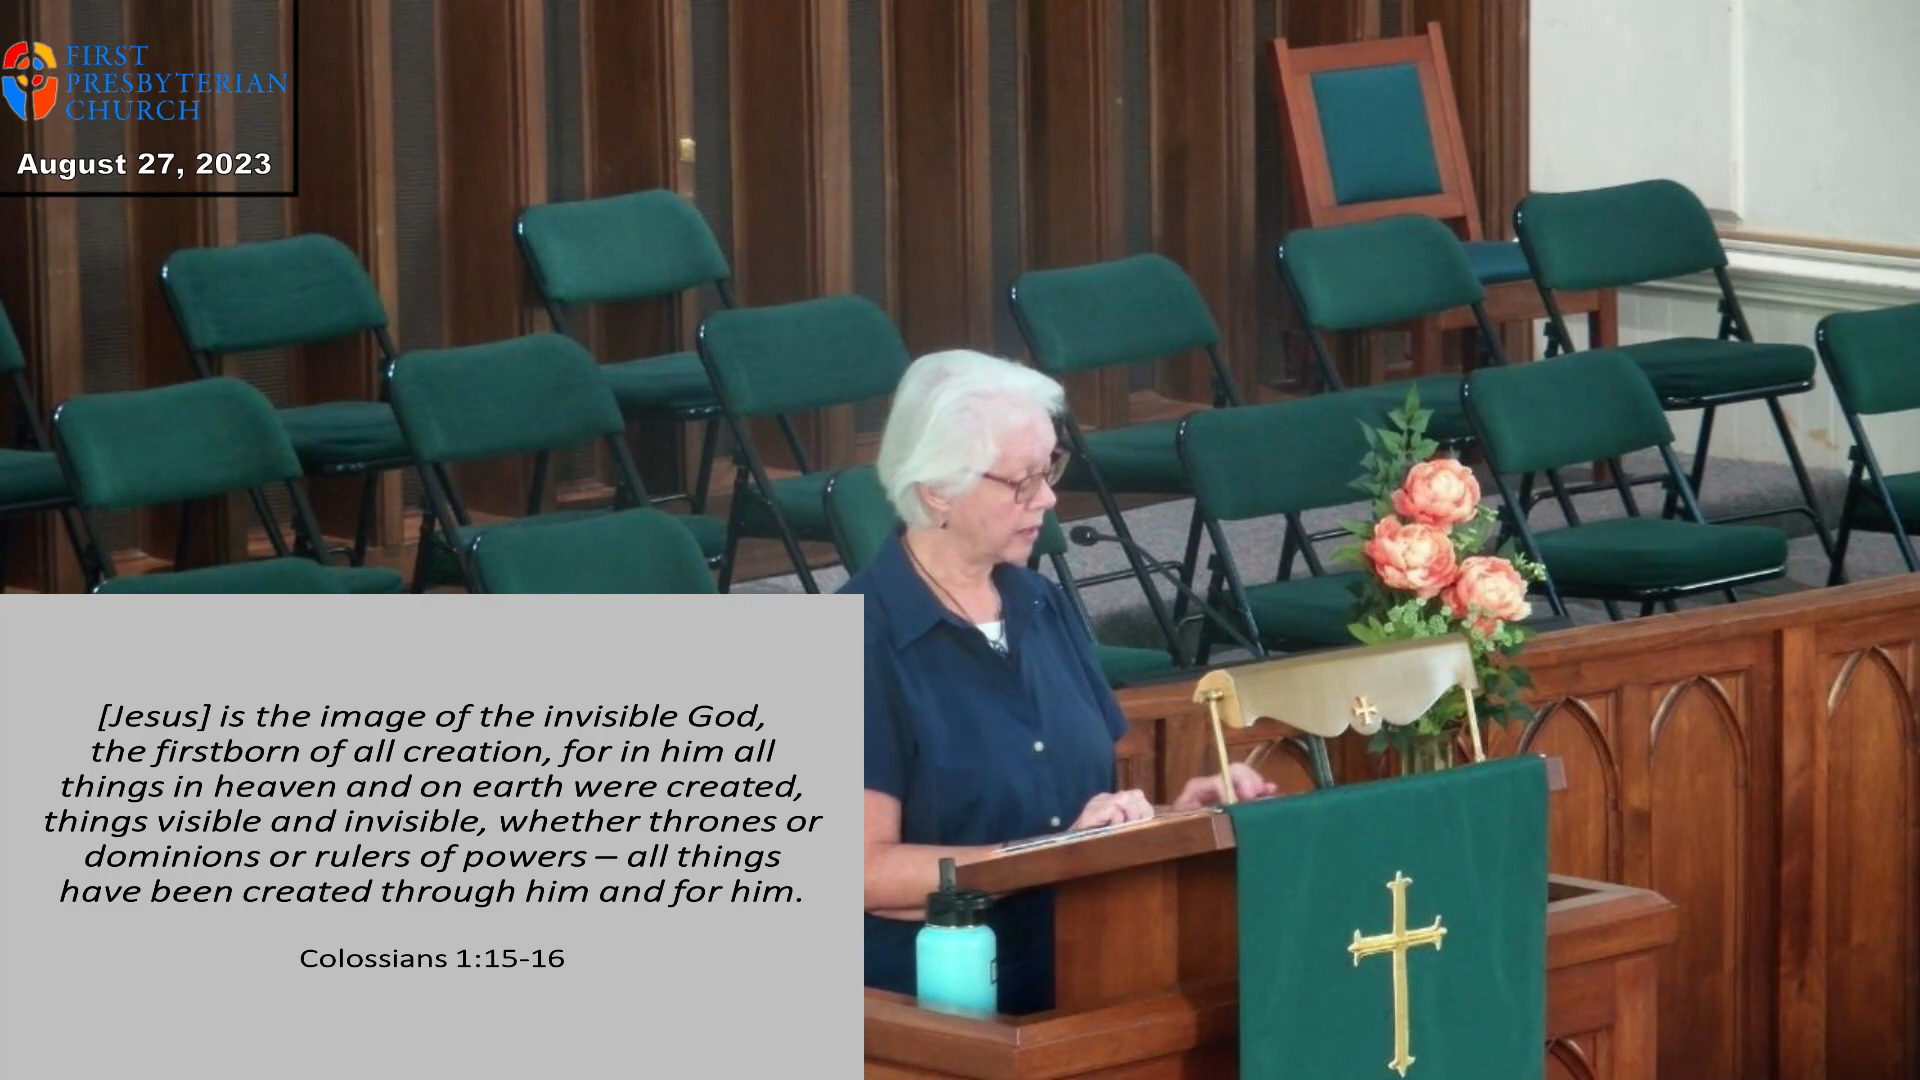 FIRST
PRESBYTERIAN
CHURCH
August 27, 2023
[Jesus] is the image of the invisible God,
the firstborn of all creation, for in him all
things in heaven and on earth were created,
things visible and invisible, whether thrones or
dominions or rulers of powers – all things
have been created through him and for him.
Colossians 1:15-16